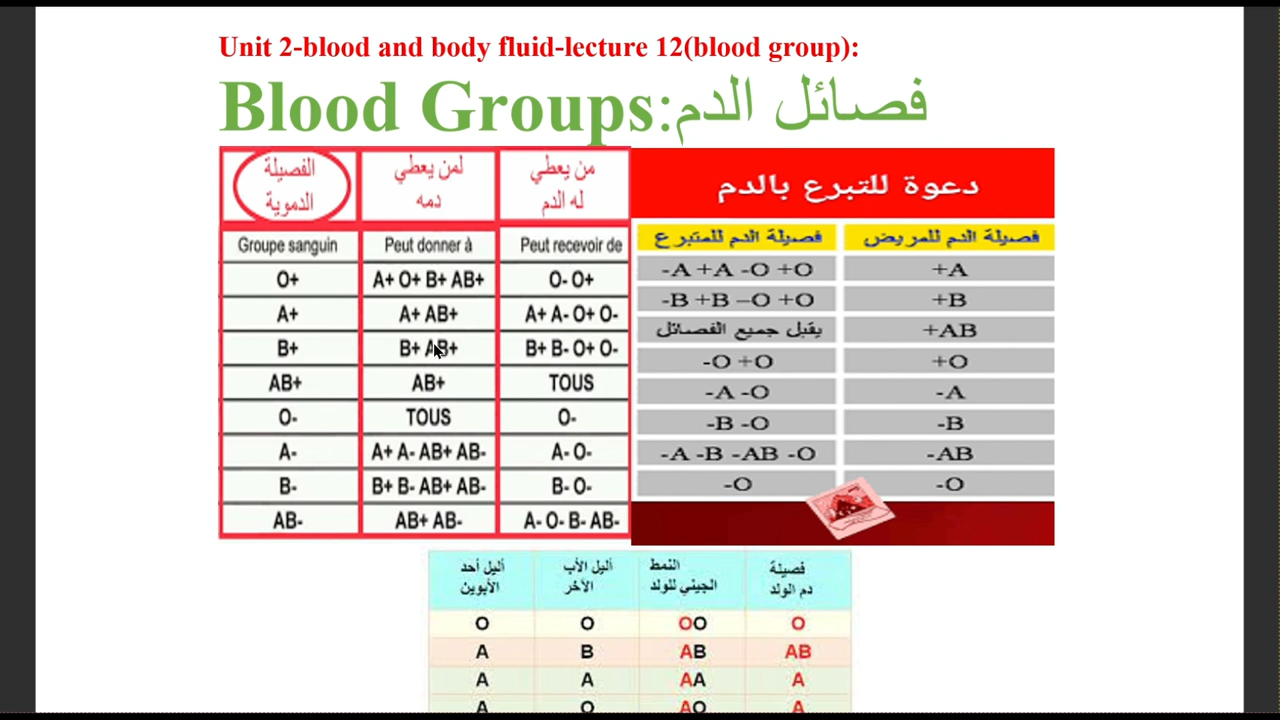 Unit 2-blood and body fluid-lecture 12(blood group):
Blood Groups:فصائل الدم
الفصيلة الدموية
لمن يعطي دمه
من يعطي له الدم
Groupe sanguin Peut donner à Peut recevoir de
O+ A+ O+ B+ AB+ O- O+
A+ A+ AB+ A+ A- O+ O-
B+ B+ AB+ B+ B- O+ O-
AB+ AB+ TOUS
O- TOUS O-
A- A+ A- AB+ AB- A- O-
B- B+ B- AB+ AB- B- O-
AB- AB+ AB- A- O- B- AB-
دعوة للتبرع بالدم
فصيلة الدم للمريض فصيلة الدم للمتبرع
+A -A +A -O +O
+B -B +B –O +O
+AB يقبل جميع الفصائل
+O -O +O
-A -A -O
-B -B -O
-AB -A -B -AB -O
-O -O
أليل أحد الأبوين
أليل الأب الآخر
النمط الجيني للولد
فصيلة دم الولد
O O OO O
A B AB AB
A A AA A
A O AO A